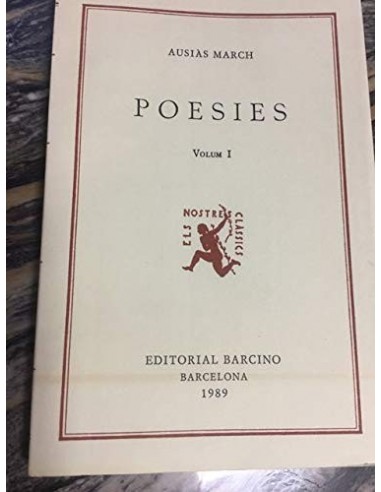 AUSIÀS MARCH
POESIES
VOLUM I
ELS NOSTRES CLÀSSICS
EDITORIAL BARCINO
BARCELONA
1989